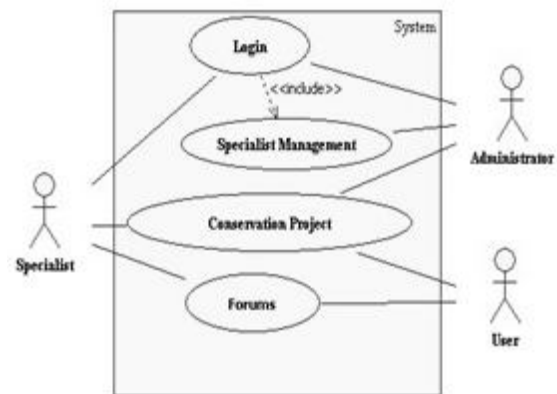 System
Login
<<include>>
Specialist Management
Administrator
Conservation Project
Specialist
Forums
User